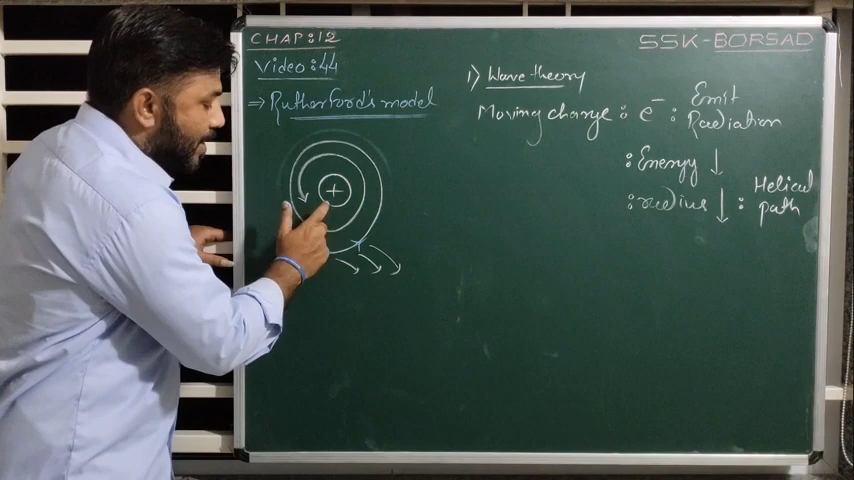 CHAP:12
SSK-BORSAD
Video:44
⇒ Rutherford's model
+
1) Wave theory
Moving charge : e⁻ : Emit Radiation
: Energy ↓
: radius ↓ : Helical path